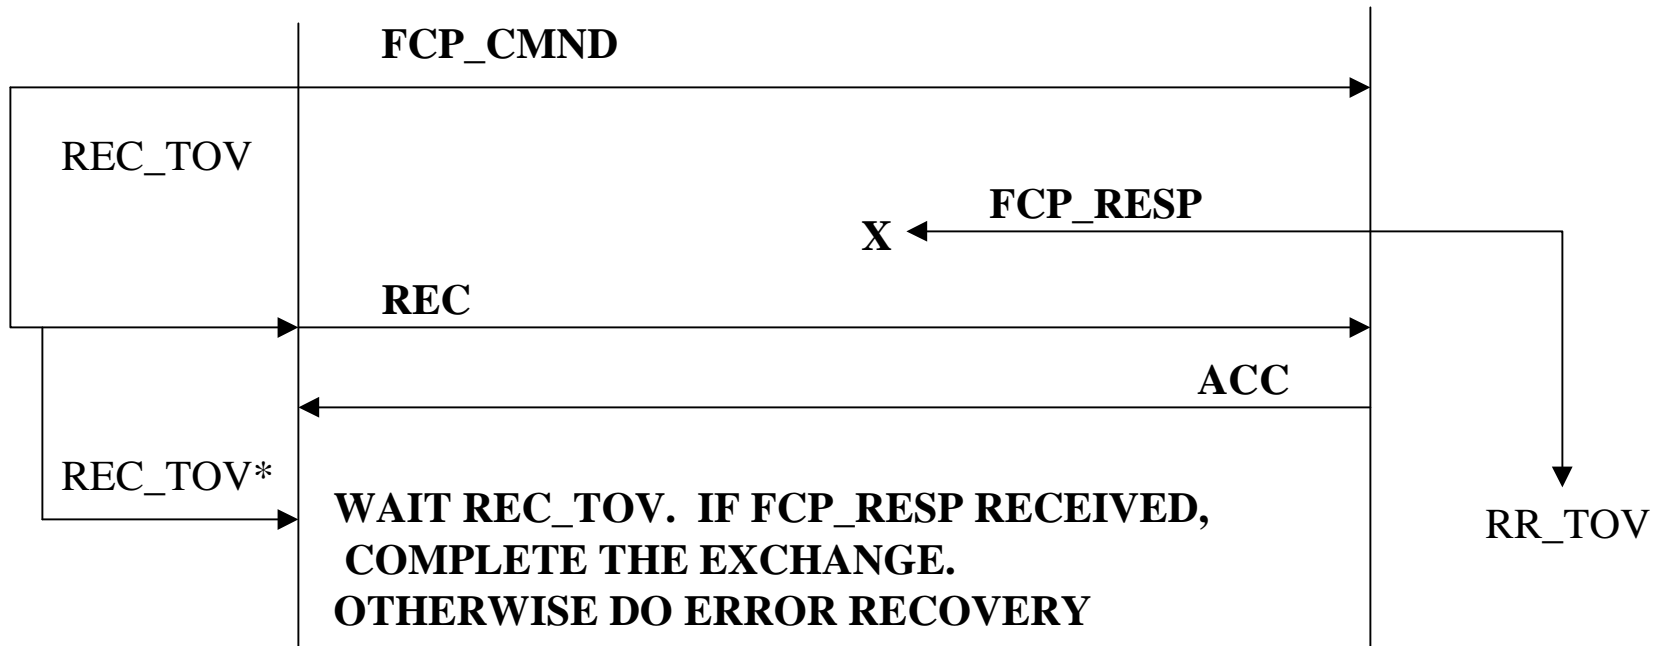 FCP_CMND
REC_TOV
FCP_RESP
X
REC
ACC
REC_TOV*
WAIT REC_TOV. IF FCP_RESP RECEIVED,
COMPLETE THE EXCHANGE.
OTHERWISE DO ERROR RECOVERY
RR_TOV